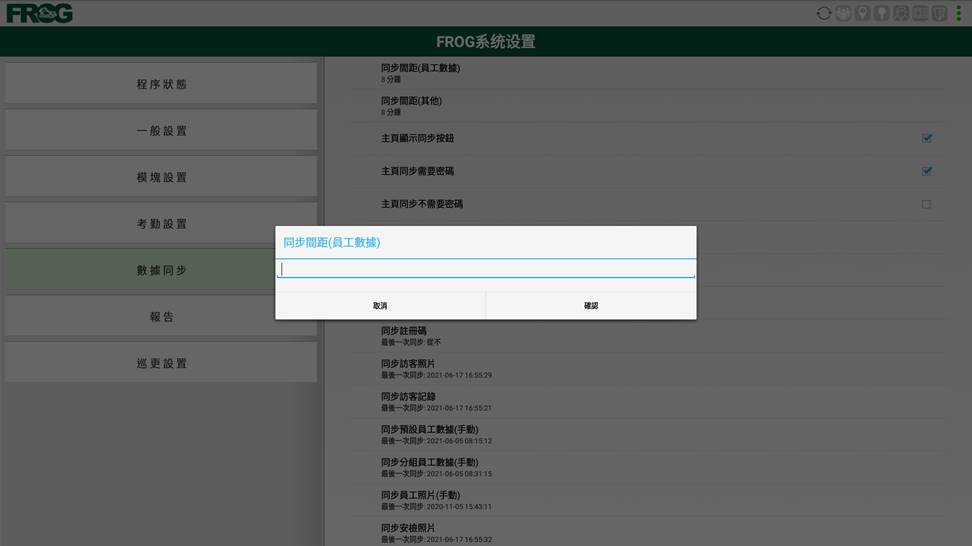 FROG
FROG系统设置
程序狀態
一般設置
模塊設置
考勤設置
數據同步
報告
巡更設置
同步間距(員工數據)
8 分鐘
同步間距(其他)
8 分鐘
主頁顯示同步按鈕
主頁同步需要密碼
主頁同步不需要密碼
同步間距(員工數據)
取消
確認
同步註冊碼
最後一次同步: 從不
同步訪客照片
最後一次同步: 2021-06-17 16:55:29
同步訪客記錄
最後一次同步: 2021-06-17 16:55:21
同步預設員工數據(手動)
最後一次同步: 2021-06-05 08:15:12
同步分組員工數據(手動)
最後一次同步: 2021-06-05 08:31:15
同步員工照片(手動)
最後一次同步: 2020-11-05 15:43:11
同步安檢照片
最後一次同步: 2021-06-17 16:55:32